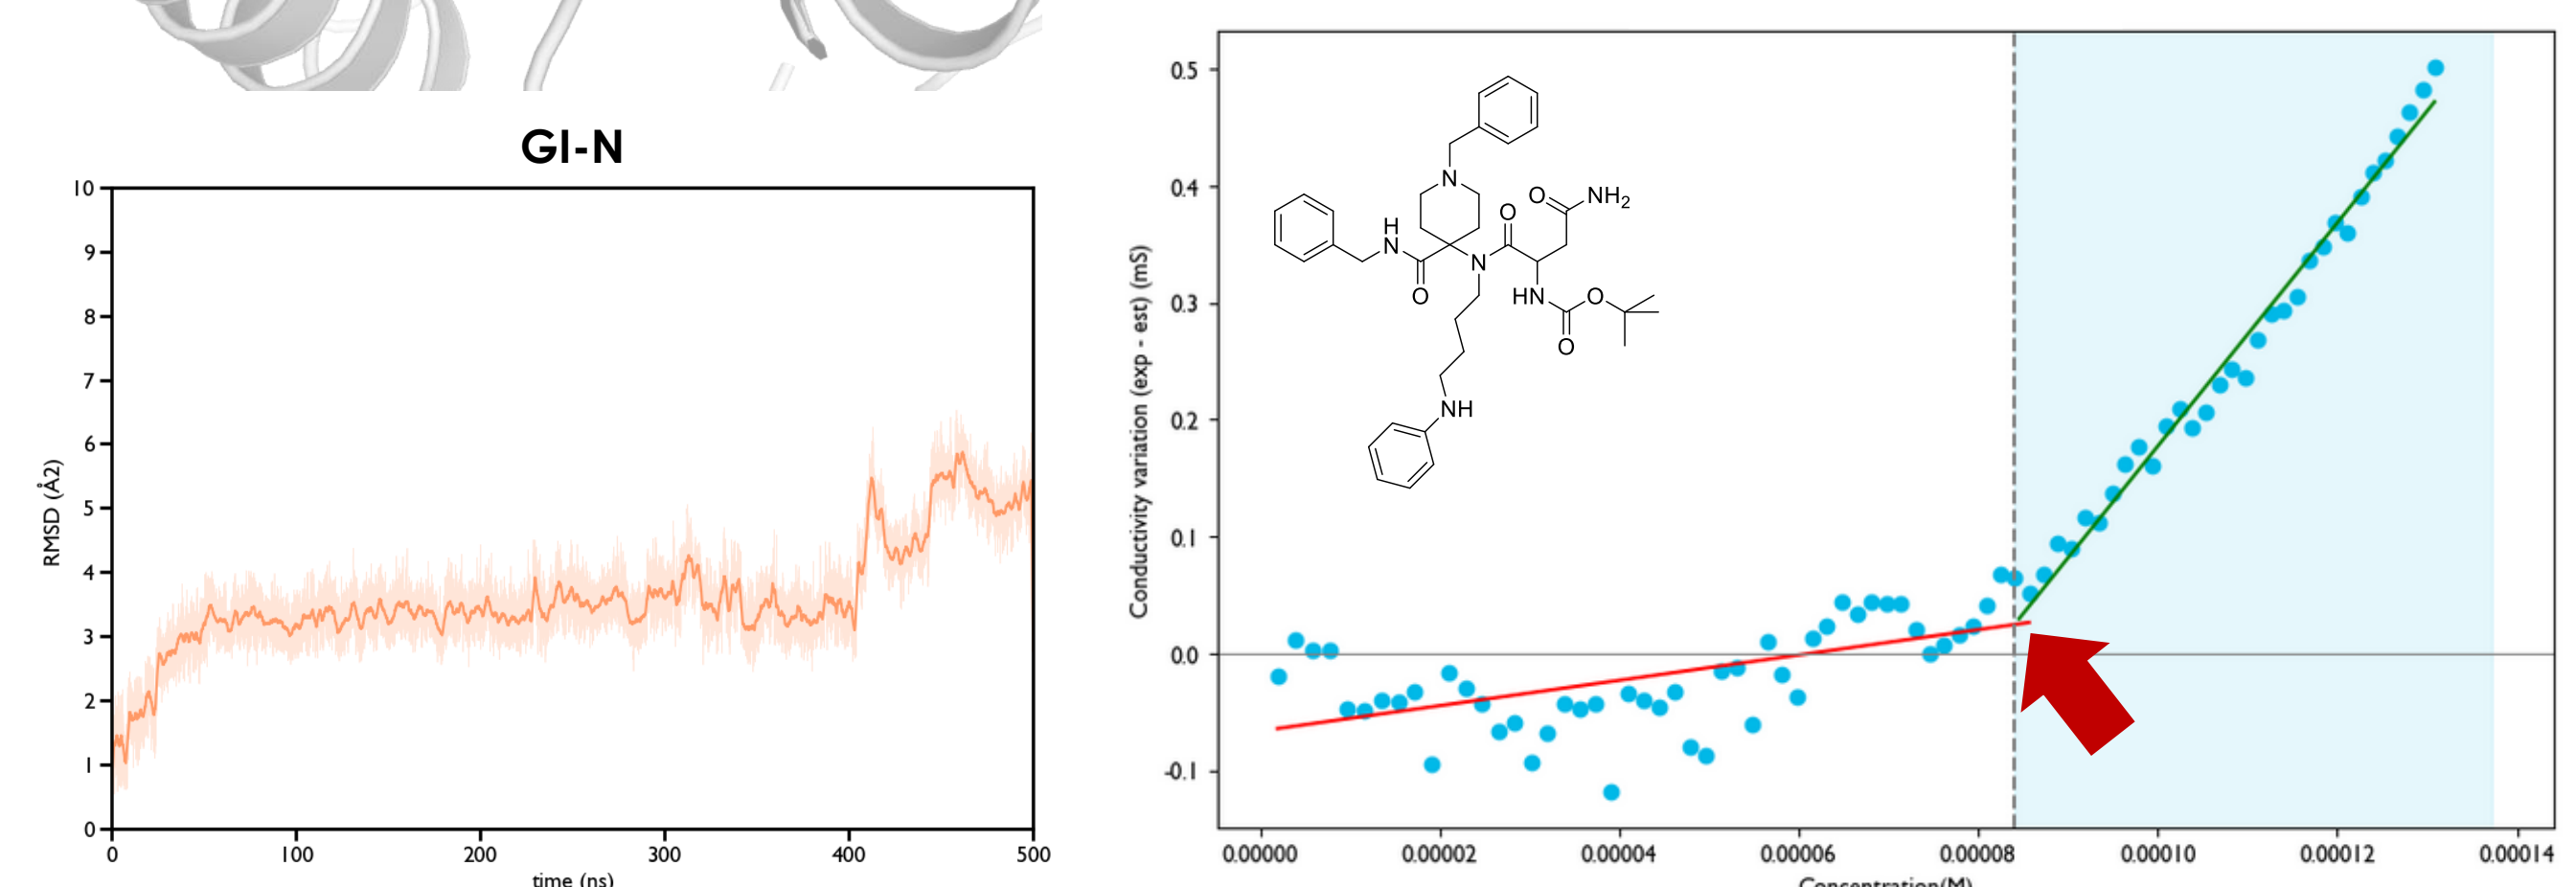 GI-N
10
9
8
7
6
5
4
3
2
1
0
RMSD (Å2)
0 100 200 300 400 500
time (ns)
0.5
0.4
0.3
0.2
0.1
0.0
-0.1
Conductivity variation (exp - est) (mS)
N
O NH2
H
N
O
N
O
HN O
O
NH
0.00000 0.00002 0.00004 0.00006 0.00008 0.00010 0.00012 0.00014
Concentration(M)